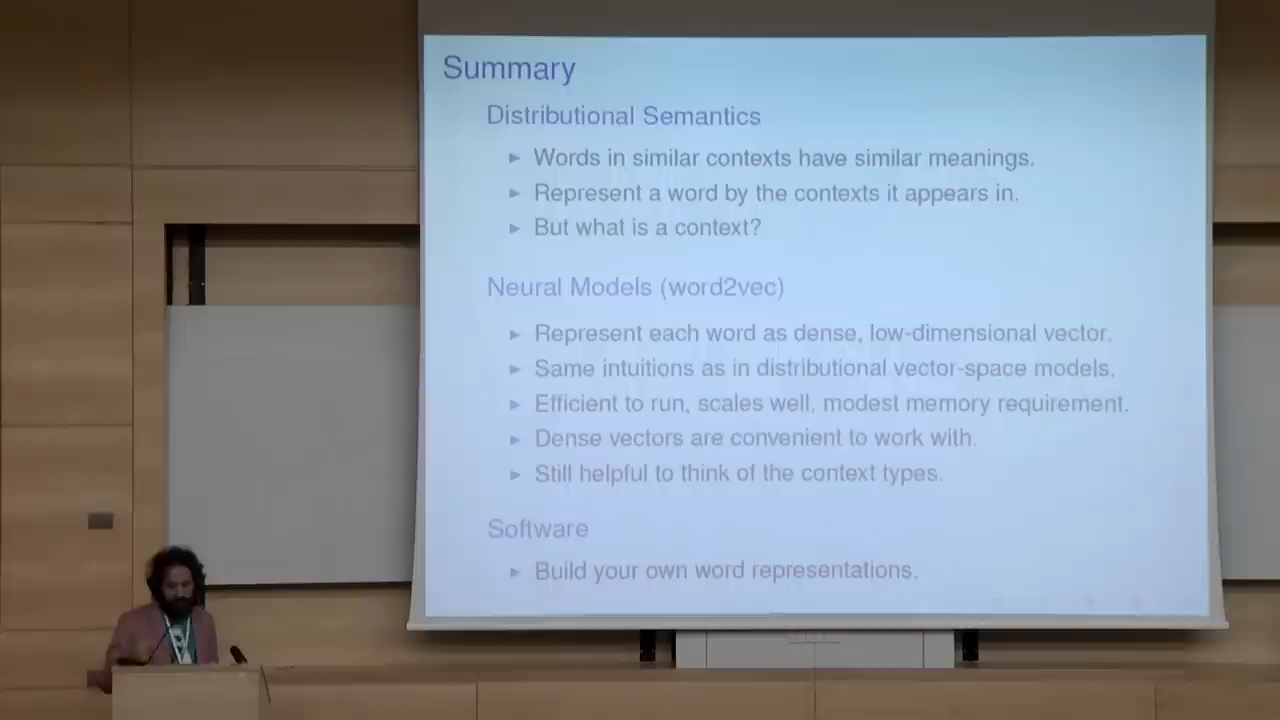 Summary
Distributional Semantics
► Words in similar contexts have similar meanings.
► Represent a word by the contexts it appears in.
► But what is a context?
Neural Models (word2vec)
► Represent each word as dense, low-dimensional vector.
► Same intuitions as in distributional vector-space models.
► Efficient to run, scales well, modest memory requirement.
► Dense vectors are convenient to work with.
► Still helpful to think of the context types.
Software
► Build your own word representations.